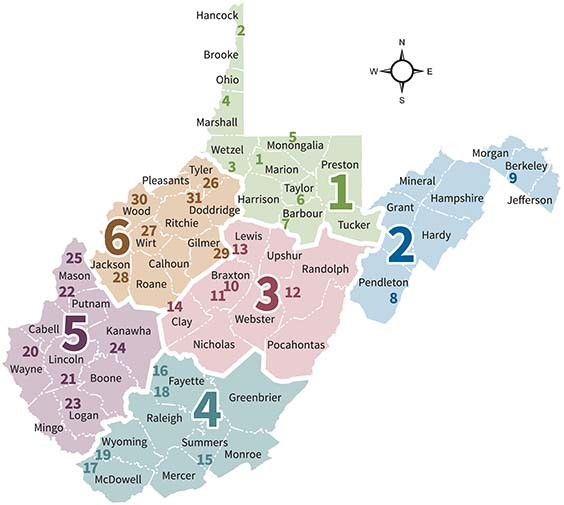 Hancock
2
Brooke
Ohio
4
Marshall
N
W E
S
Wetzel
3
5
Monongalia
1
Marion
Preston
Taylor
6
Harrison
Barbour
7
1
Tucker
Morgan
Berkeley
9
Jefferson
Mineral
Hampshire
Grant
2
Hardy
Pendleton
8
Tyler
26
Pleasants
30
Wood
31
Doddridge
Ritchie
27
Wirt
6
Gilmer
29
Jackson
28
Calhoun
Roane
Lewis
13
Upshur
Randolph
Braxton
10
11
3
12
14
Clay
Webster
Nicholas
Pocahontas
25
Mason
22
Putnam
Cabell
5
Kanawha
20
Lincoln
24
Wayne
21
Boone
23
Logan
Mingo
16
Fayette
18
4
Greenbrier
Raleigh
Wyoming
19
Summers
15
Monroe
17
McDowell
Mercer